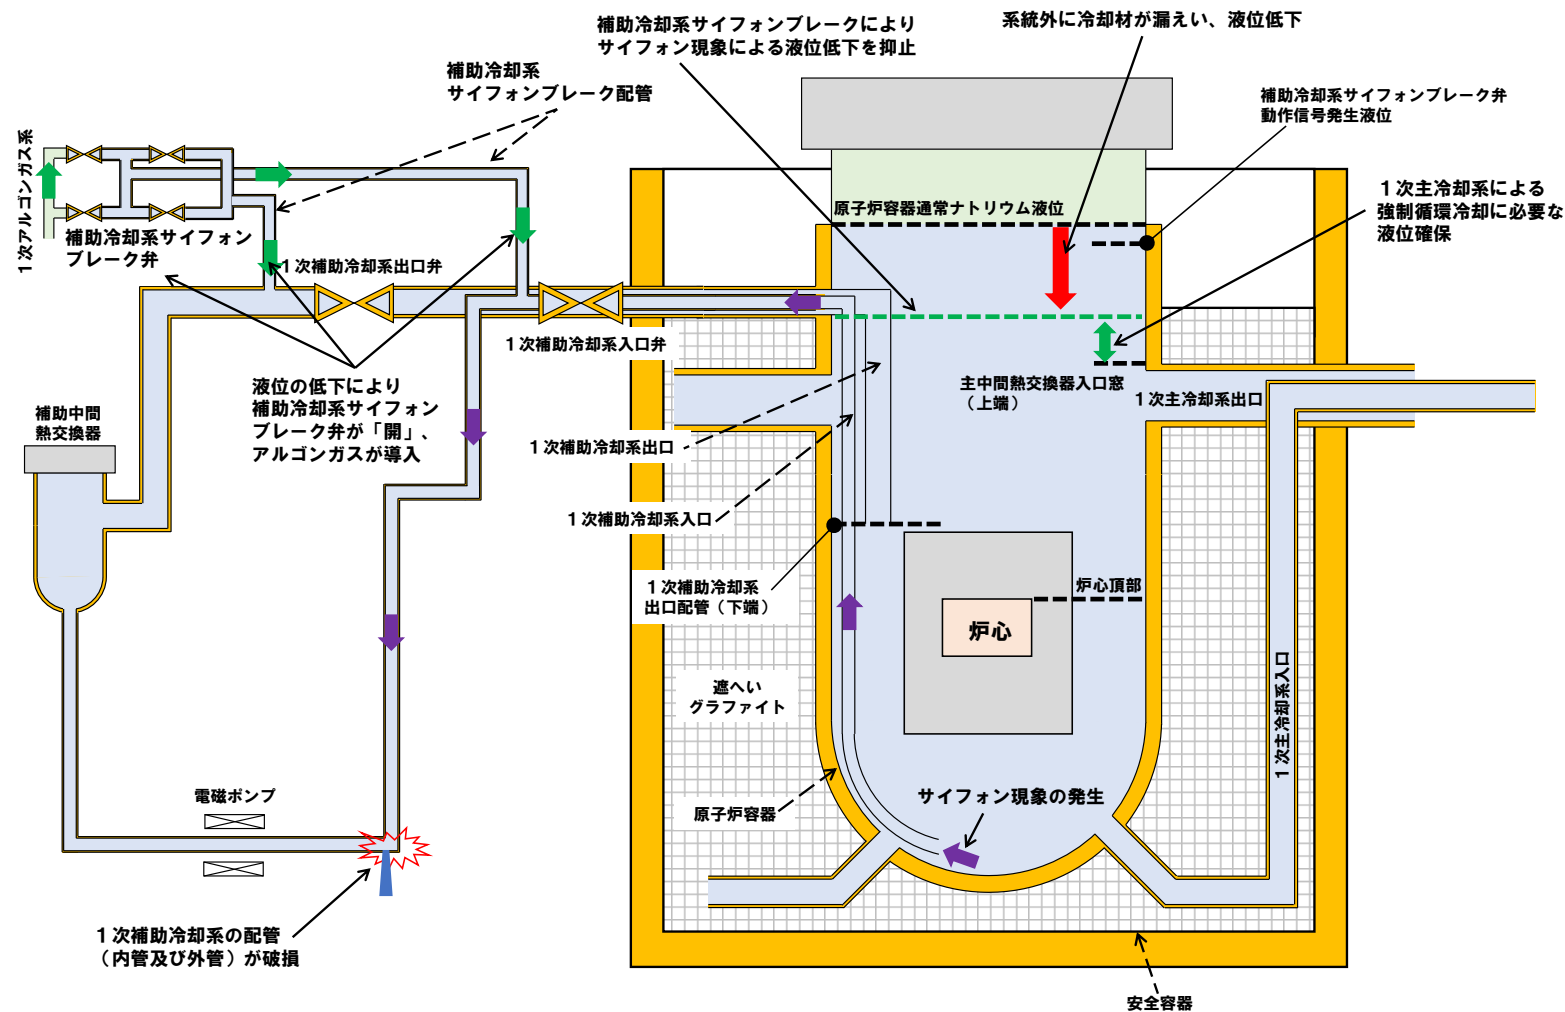 補助冷却系サイフォンブレークにより
サイフォン現象による液位低下を抑止
系統外に冷却材が漏えい、液位低下
補助冷却系
サイフォンブレーク配管
補助冷却系サイフォンブレーク弁
動作信号発生液位
１次アルゴンガス系
１次主冷却系による
強制循環冷却に必要な
液位確保
原子炉容器通常ナトリウム液位
補助冷却系サイフォン
ブレーク弁
１次補助冷却系出口弁
１次補助冷却系入口弁
液位の低下により
補助冷却系サイフォン
ブレーク弁が「開」、
アルゴンガスが導入
主中間熱交換器入口窓
（上端）
１次主冷却系出口
補助中間
熱交換器
１次補助冷却系出口
１次補助冷却系入口
１次補助冷却系
出口配管（下端）
炉心頂部
炉心
遮へい
グラファイト
１次主冷却系入口
電磁ポンプ
原子炉容器
サイフォン現象の発生
１次補助冷却系の配管
（内管及び外管）が破損
安全容器